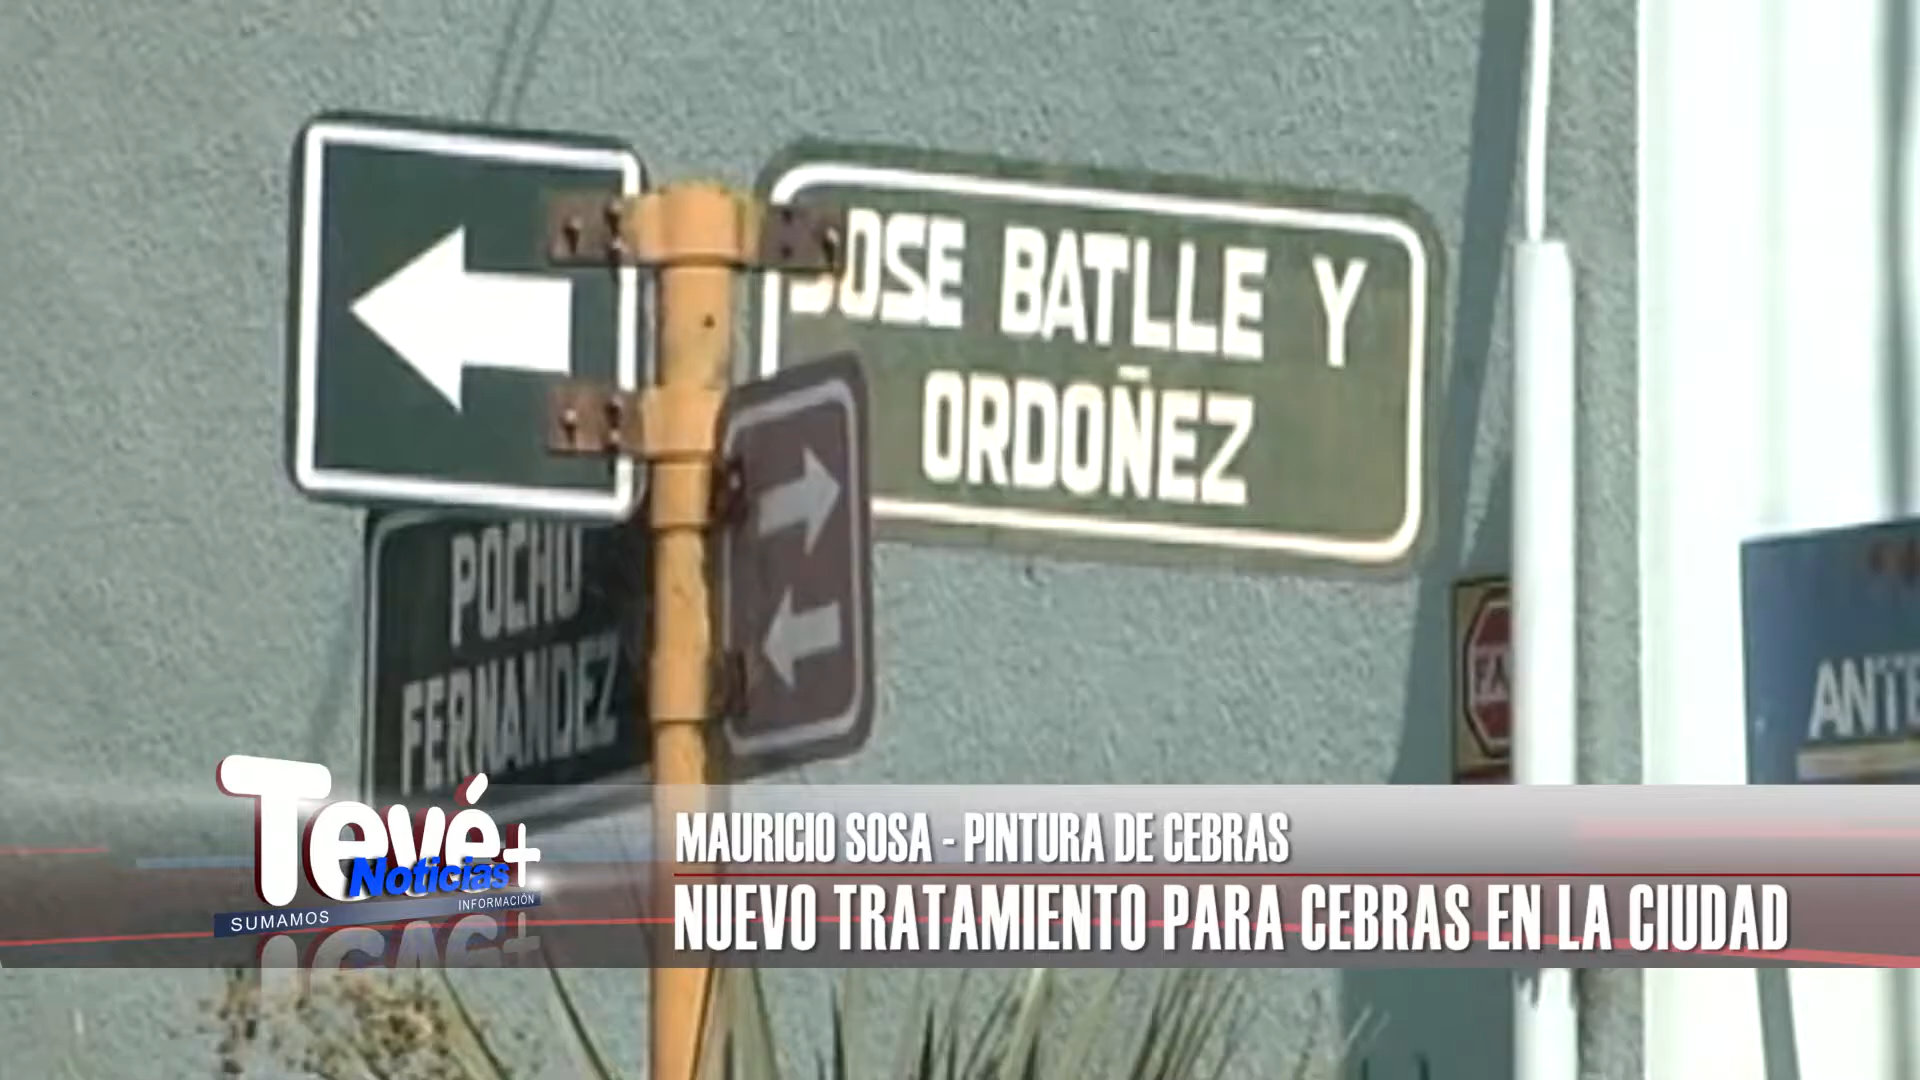 JOSE BATLLE Y
ORDOÑEZ
POCHO
FERNANDEZ
ANTE
Tevé+
Noticias
INFORMACIÓN
SUMAMOS
MAURICIO SOSA - PINTURA DE CEBRAS
NUEVO TRATAMIENTO PARA CEBRAS EN LA CIUDAD